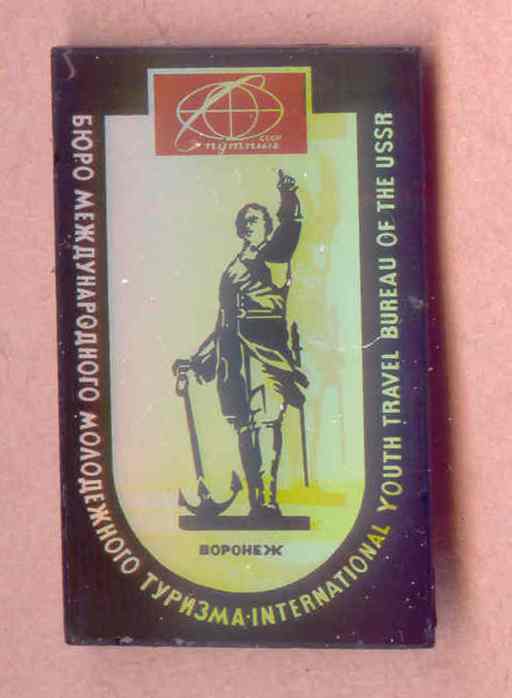 СССР
Спутник
БЮРО МЕЖДУНАРОДНОГО МОЛОДЕЖНОГО ТУРИЗМА·INTERNATIONAL YOUTH TRAVEL BUREAU OF THE USSR
ВОРОНЕЖ